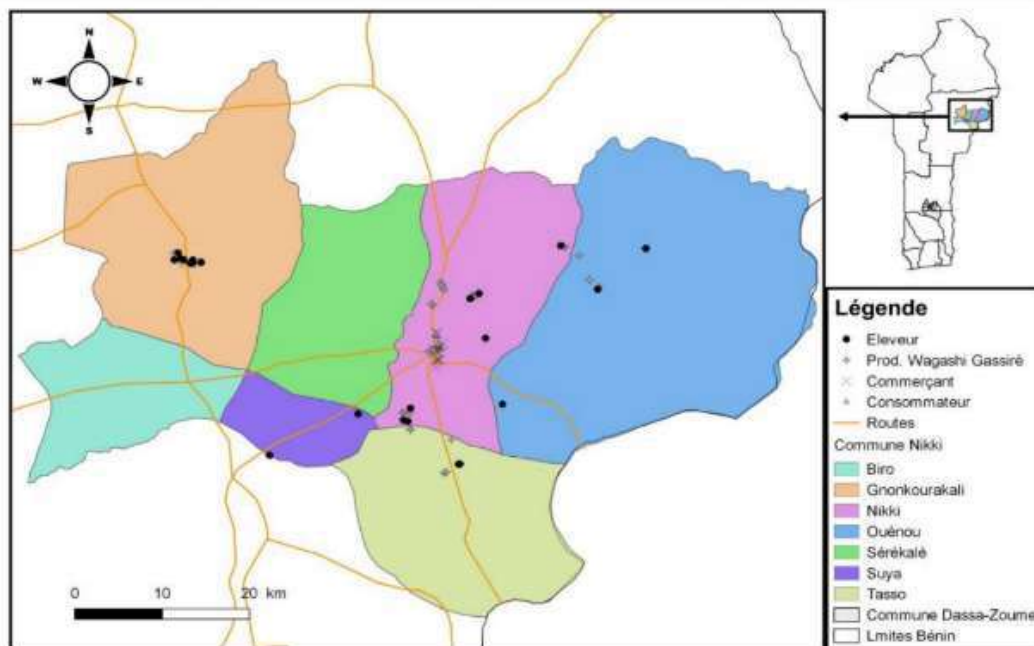 N
W E
S
0 10 20 km
Légende
Eleveur
Prod. Wagashi Gassiré
Commerçant
Consommateur
Routes
Commune Nikki
Biro
Gnonkourakali
Nikki
Ouénou
Sérékalé
Suya
Tasso
Commune Dassa-Zoume
Lmites Bénin